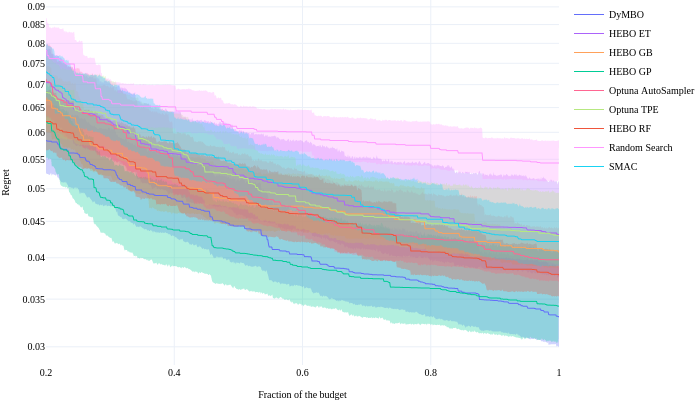 0.09
0.085
0.08
0.075
0.07
0.065
0.06
0.055
0.05
0.045
0.04
0.035
0.03
Regret
0.2
0.4
0.6
0.8
1
Fraction of the budget
DyMBO
HEBO ET
HEBO GB
HEBO GP
Optuna AutoSampler
Optuna TPE
HEBO RF
Random Search
SMAC